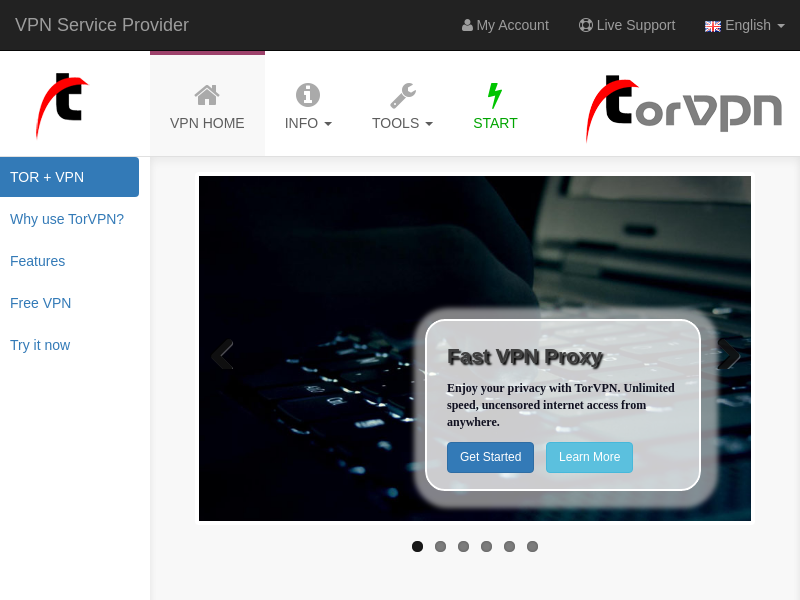 VPN Service Provider
My Account
Live Support
English
t
VPN HOME
INFO
TOOLS
START
torvpn
TOR + VPN
Why use TorVPN?
Features
Free VPN
Try it now
Fast VPN Proxy
Enjoy your privacy with TorVPN. Unlimited
speed, uncensored internet access from
anywhere.
Get Started
Learn More